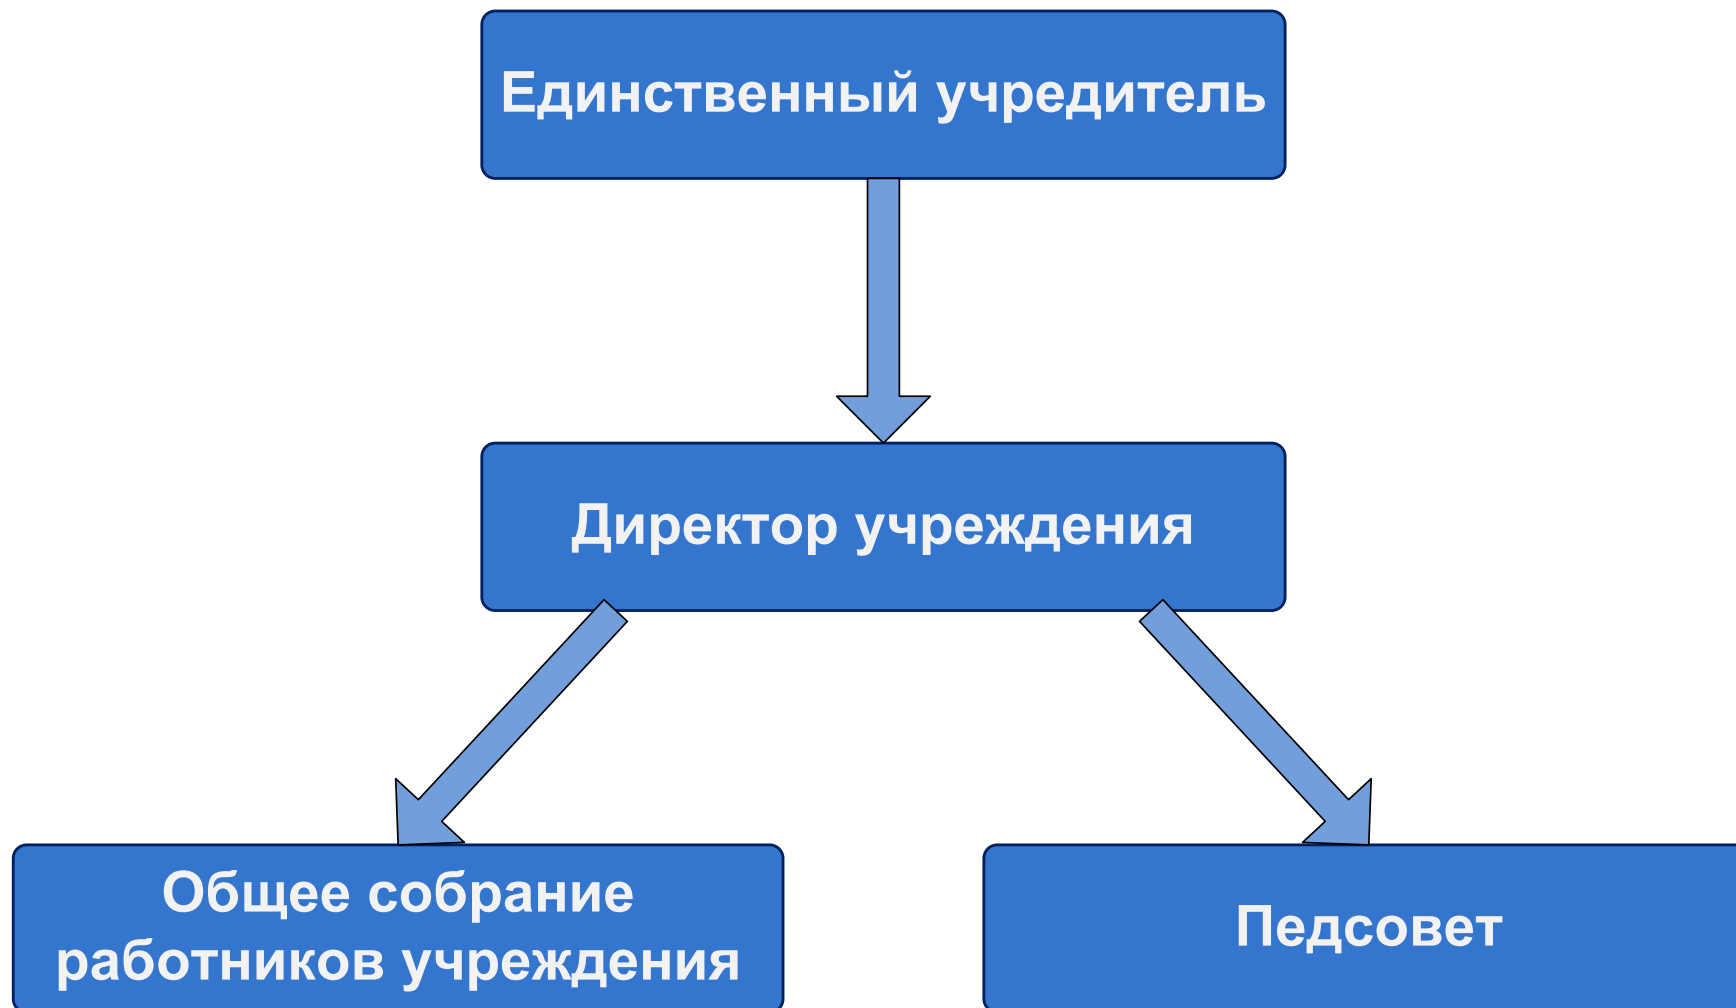 Единственный учредитель
Директор учреждения
Общее собрание
работников учреждения
Педсовет